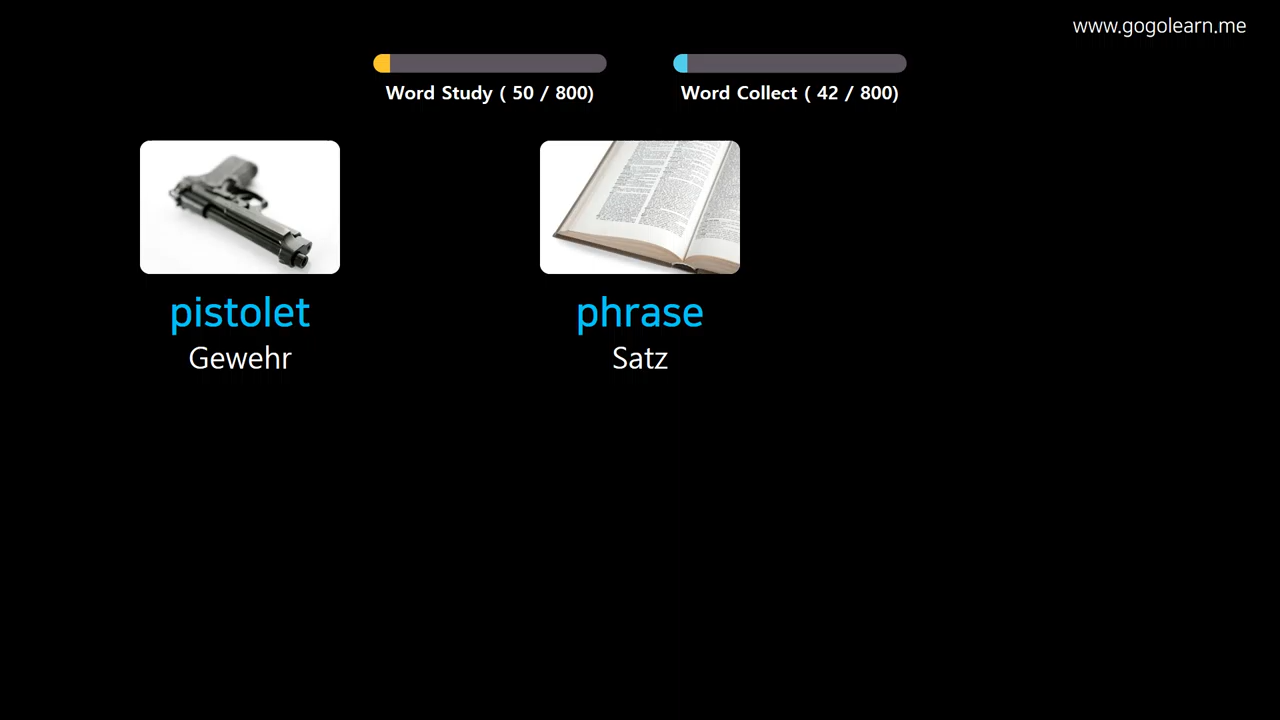 www.gogolearn.me
Word Study ( 50 / 800)
Word Collect ( 42 / 800)
pistolet
Gewehr
phrase
Satz